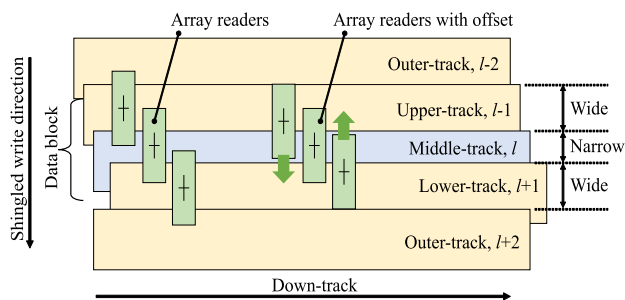 Array readers
Array readers with offset
Outer-track, l-2
Upper-track, l-1
Wide
Middle-track, l
Narrow
Lower-track, l+1
Wide
Outer-track, l+2
Shingled write direction
Data block
Down-track